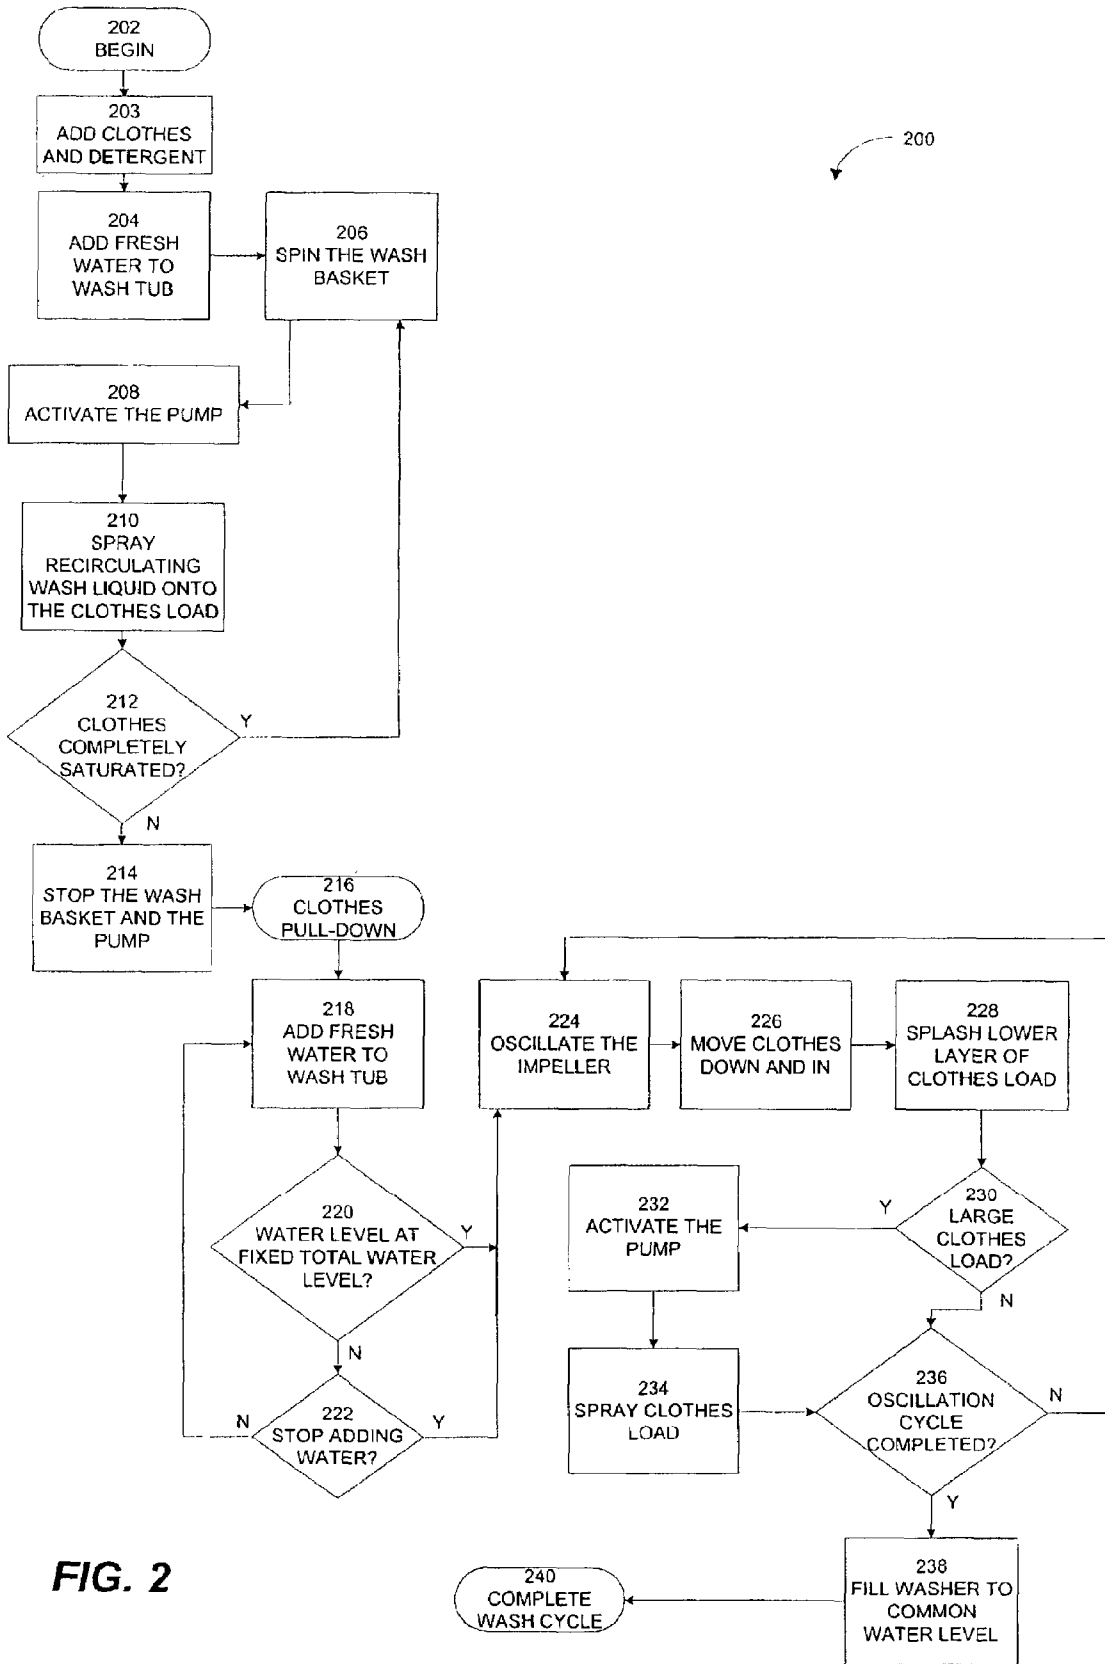 202
BEGIN
203
ADD CLOTHES
AND DETERGENT
200
204
ADD FRESH
WATER TO
WASH TUB
206
SPIN THE WASH
BASKET
208
ACTIVATE THE PUMP
210
SPRAY
RECIRCULATING
WASH LIQUID ONTO
THE CLOTHES LOAD
212
CLOTHES
COMPLETELY
SATURATED?
Y
N
214
STOP THE WASH
BASKET AND THE
PUMP
216
CLOTHES
PULL-DOWN
218
ADD FRESH
WATER TO
WASH TUB
220
WATER LEVEL AT
FIXED TOTAL WATER
LEVEL?
Y
N
222
STOP ADDING
WATER?
N
Y
224
OSCILLATE THE
IMPELLER
226
MOVE CLOTHES
DOWN AND IN
228
SPLASH LOWER
LAYER OF
CLOTHES LOAD
230
LARGE
CLOTHES
LOAD?
Y
N
232
ACTIVATE THE
PUMP
234
SPRAY CLOTHES
LOAD
236
OSCILLATION
CYCLE
COMPLETED?
N
Y
238
FILL WASHER TO
COMMON
WATER LEVEL
240
COMPLETE
WASH CYCLE
FIG. 2